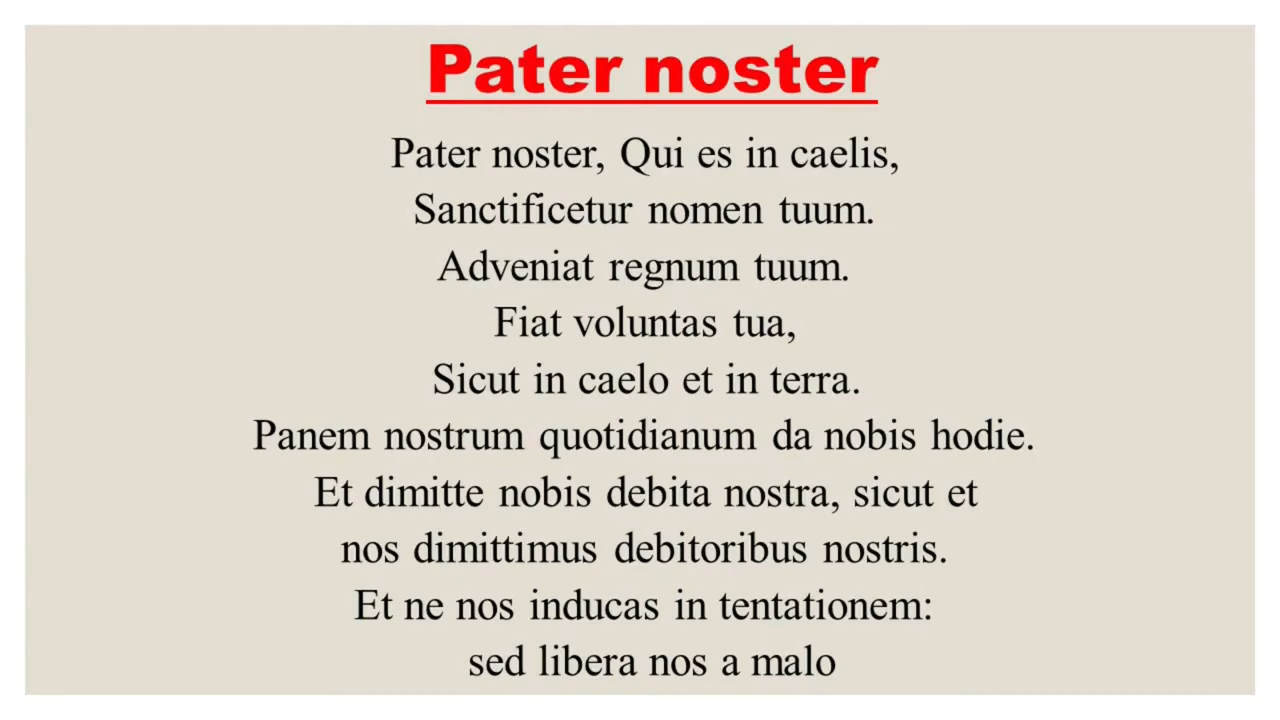 Pater noster
Pater noster, Qui es in caelis,
Sanctificetur nomen tuum.
Adveniat regnum tuum.
Fiat voluntas tua,
Sicut in caelo et in terra.
Panem nostrum quotidianum da nobis hodie.
Et dimitte nobis debita nostra, sicut et
nos dimittimus debitoribus nostris.
Et ne nos inducas in tentationem:
sed libera nos a malo